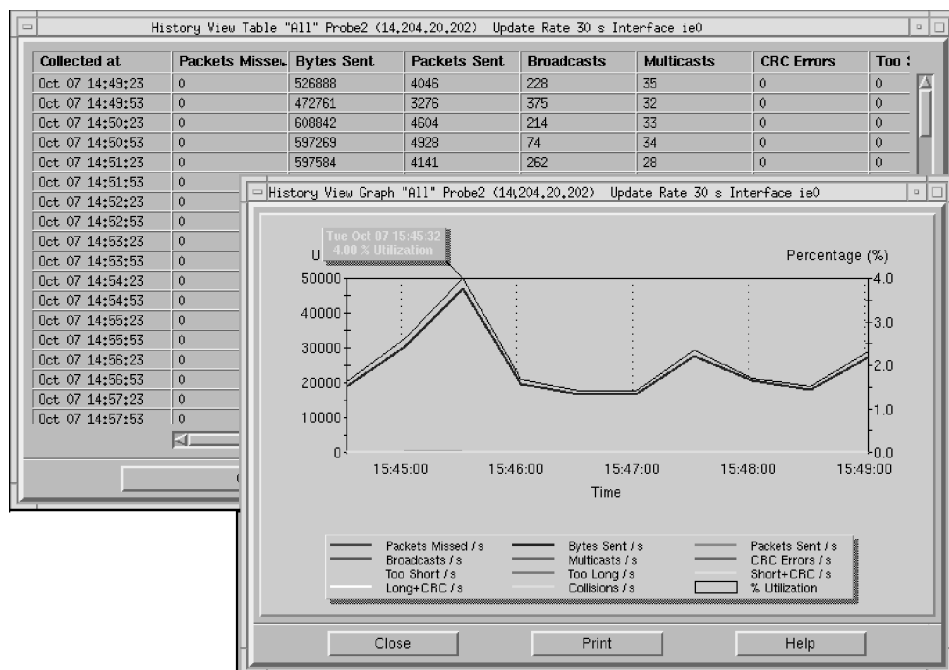 History View Table "All" Probe2 (14,204,20,202) Update Rate 30 s Interface ie0
Collected at Packets Missed Bytes Sent Packets Sent Broadcasts Multicasts CRC Errors Too
Oct 07 14:49:23 0 526888 4046 228 35 0 0
Oct 07 14:49:53 0 472761 3276 375 32 0 0
Oct 07 14:50:23 0 608842 4604 214 33 0 0
Oct 07 14:50:53 0 597269 4928 74 34 0 0
Oct 07 14:51:23 0 597584 4141 262 28 0 0
Oct 07 14:51:53 0
Oct 07 14:52:23 0
Oct 07 14:52:53 0
Oct 07 14:53:23 0
Oct 07 14:53:53 0
Oct 07 14:54:23 0
Oct 07 14:54:53 0
Oct 07 14:55:23 0
Oct 07 14:55:53 0
Oct 07 14:56:23 0
Oct 07 14:56:53 0
Oct 07 14:57:23 0
Oct 07 14:57:53 0
History View Graph "All" Probe2 (14,204,20,202) Update Rate 30 s Interface ie0
Tue Oct 07 15:45:32
4.00 % Utilization
U
Percentage (%)
50000 4.0
40000
3.0
30000
2.0
20000
10000 1.0
0 0.0
15:45:00 15:46:00 15:47:00 15:48:00 15:49:00
Time
Packets Missed / s Bytes Sent / s Packets Sent / s
Broadcasts / s Multicasts / s CRC Errors / s
Too Short / s Too Long / s Short+CRC / s
Long+CRC / s Collisions / s % Utilization
Close Print Help